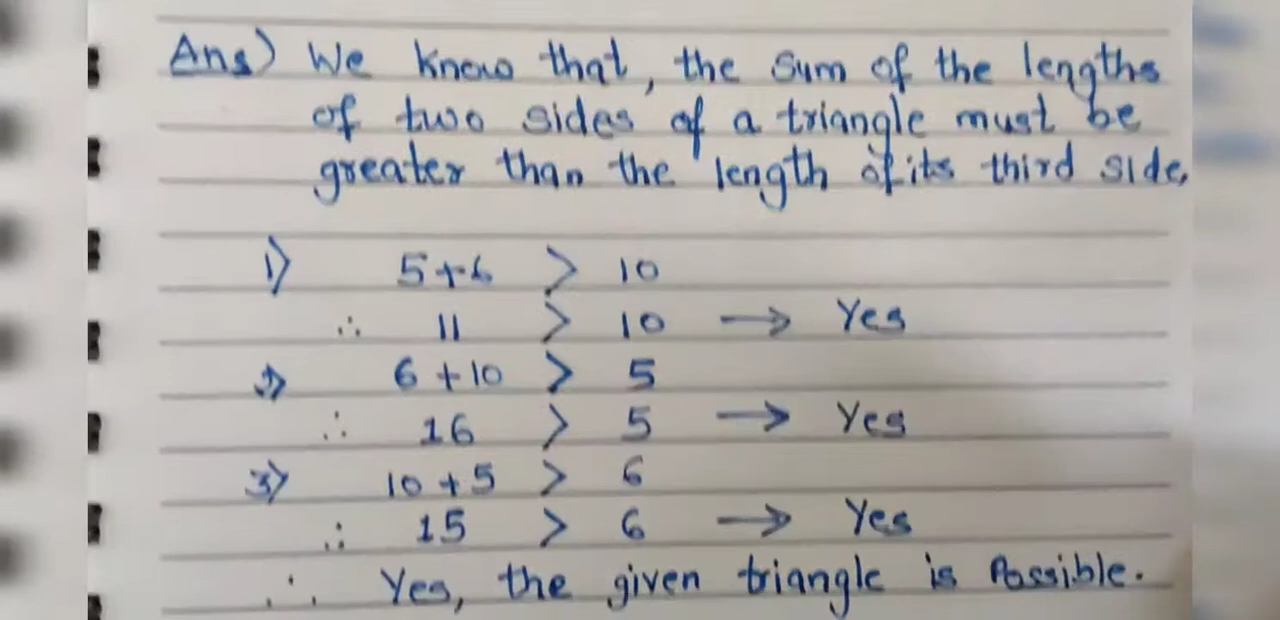 Ans) We know that, the sum of the lengths
of two sides of a triangle must be
greater than the length of its third side,
1) 5+6 > 10
∴ 11 > 10 → Yes
2) 6+10 > 5
∴ 16 > 5 → Yes
3) 10+5 > 6
∴ 15 > 6 → Yes
∴ Yes, the given triangle is Possible.